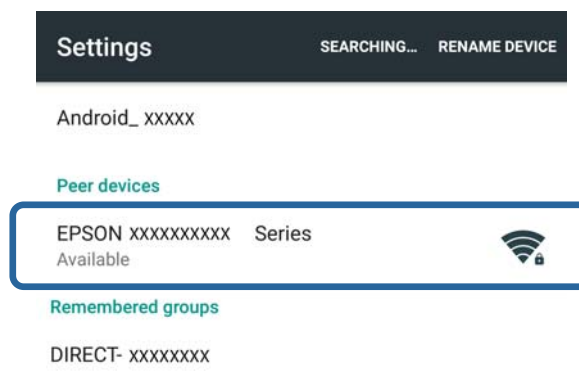 Settings SEARCHING... RENAME DEVICE
Android_ xxxxx
Peer devices
EPSON xxxxxxxxxx Series
Available
Remembered groups
DIRECT- xxxxxxxx